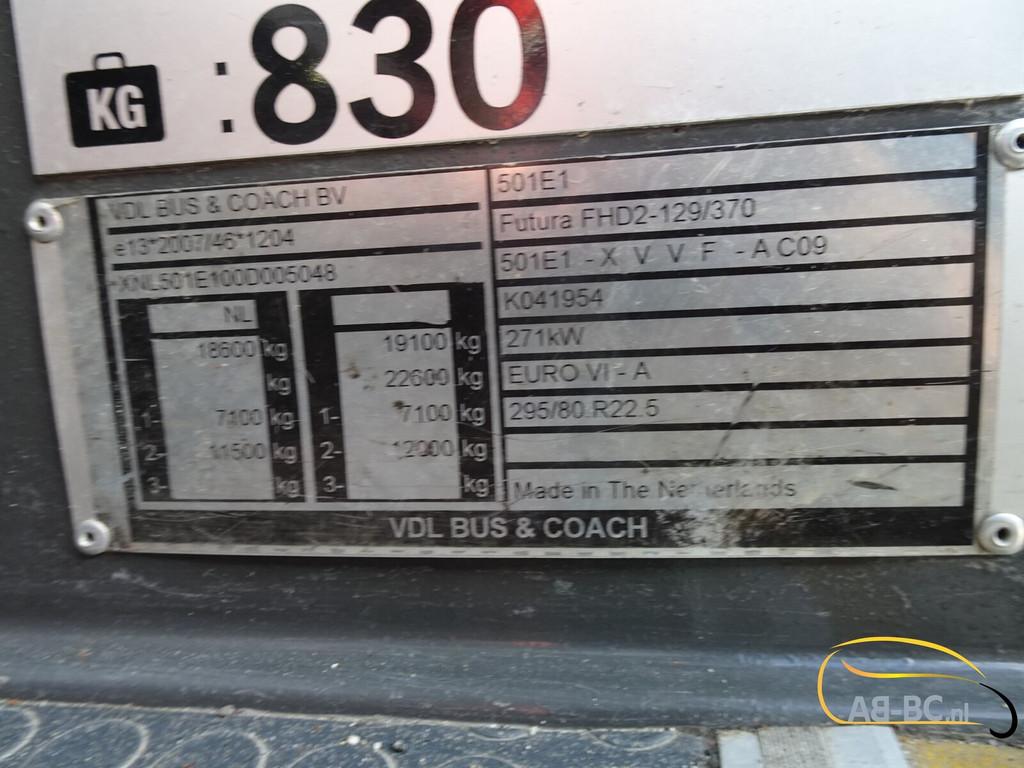 KG : 830
VDL BUS & COACH BV
e13*2007/46*1204
XNL501E100D005048
NL
18600 kg
kg
1- 7100 kg
2- 11500 kg
3- kg
19100 kg
22600 kg
1- 7100 kg
2- 12000 kg
3- kg
501E1
Futura FHD2-129/370
501E1 - X V V F - A C09
K041954
271kW
EURO VI - A
295/80 R22.5
Made in The Netherlands
VDL BUS & COACH
AB-BC.nl